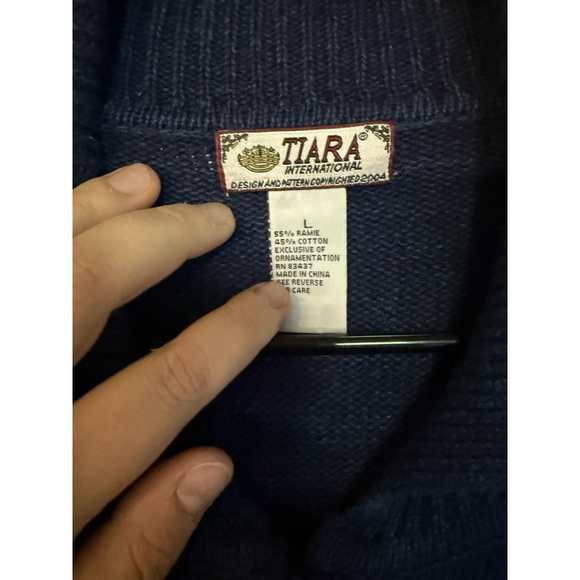 TIARA®
INTERNATIONAL
DESIGN AND PATTERN COPYRIGHTED 2004
L
55% RAMIE
45% COTTON
EXCLUSIVE OF
ORNAMENTATION
RN 83437
MADE IN CHINA
SEE REVERSE
CARE